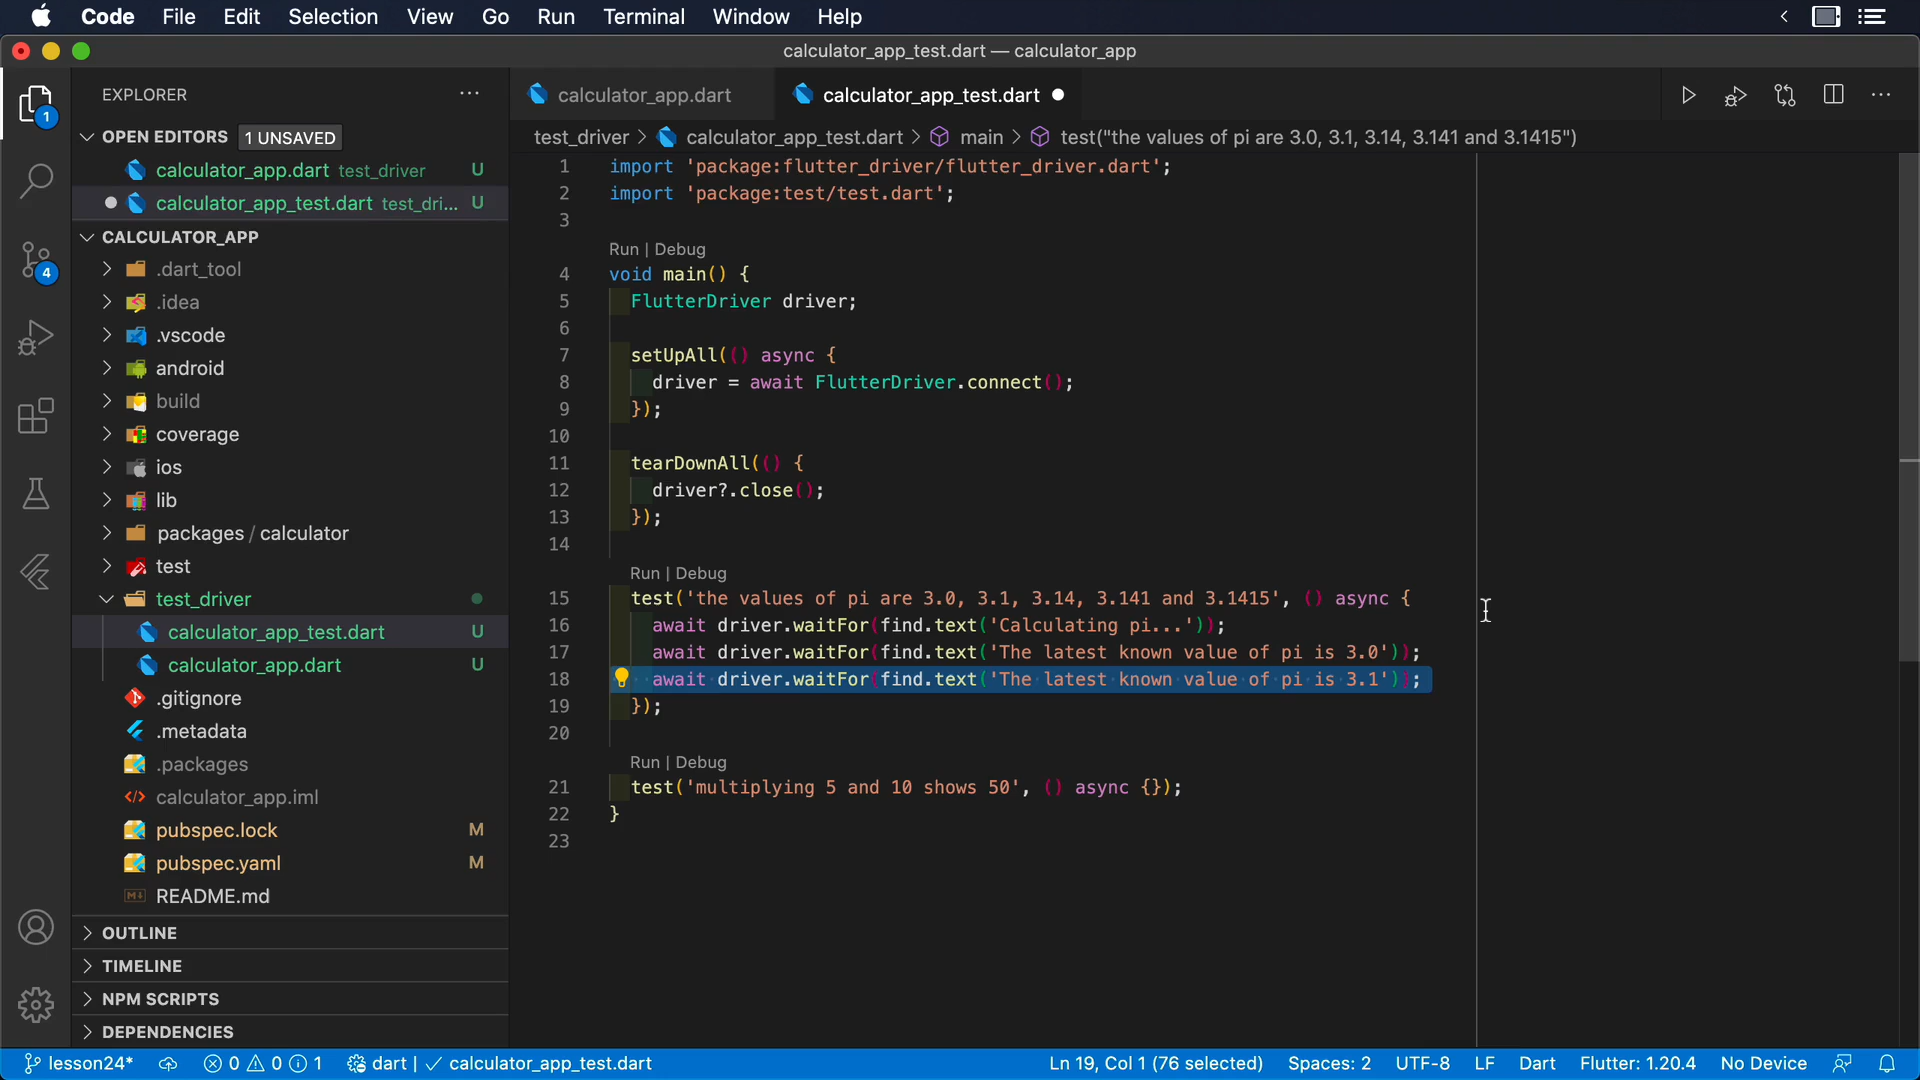 Code File Edit Selection View Go Run Terminal Window Help
calculator_app_test.dart — calculator_app
EXPLORER
OPEN EDITORS 1 UNSAVED
calculator_app.dart test_driver U
calculator_app_test.dart test_dri... U
CALCULATOR_APP
.dart_tool
.idea
.vscode
android
build
coverage
ios
lib
packages / calculator
test
test_driver
calculator_app_test.dart U
calculator_app.dart U
.gitignore
.metadata
.packages
calculator_app.iml
pubspec.lock M
pubspec.yaml M
README.md
OUTLINE
TIMELINE
NPM SCRIPTS
DEPENDENCIES
1
4
calculator_app.dart calculator_app_test.dart
test_driver > calculator_app_test.dart > main > test("the values of pi are 3.0, 3.1, 3.14, 3.141 and 3.1415")
1 import 'package:flutter_driver/flutter_driver.dart';
2 import 'package:test/test.dart';
3
Run | Debug
4 void main() {
5 FlutterDriver driver;
6
7 setUpAll(() async {
8 driver = await FlutterDriver.connect();
9 });
10
11 tearDownAll(() {
12 driver?.close();
13 });
14
Run | Debug
15 test('the values of pi are 3.0, 3.1, 3.14, 3.141 and 3.1415', () async {
16 await driver.waitFor(find.text('Calculating pi...'));
17 await driver.waitFor(find.text('The latest known value of pi is 3.0'));
18 await driver.waitFor(find.text('The latest known value of pi is 3.1'));
19 });
20
Run | Debug
21 test('multiplying 5 and 10 shows 50', () async {});
22 }
23
lesson24* 0 0 1 dart | calculator_app_test.dart Ln 19, Col 1 (76 selected) Spaces: 2 UTF-8 LF Dart Flutter: 1.20.4 No Device